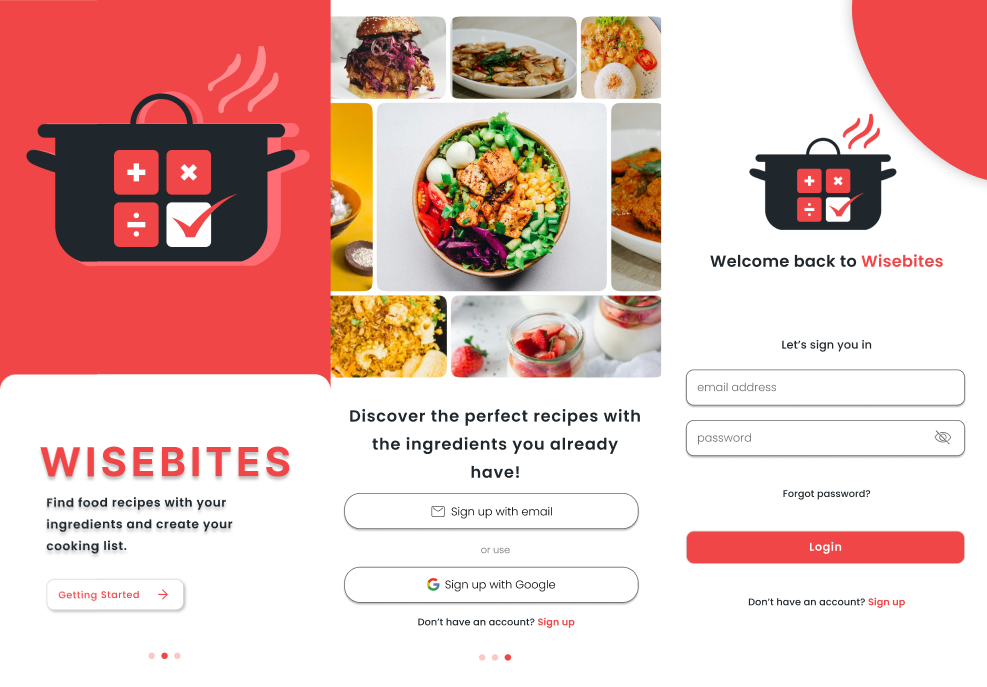 WISEBITES
Find food recipes with your
ingredients and create your
cooking list.
Getting Started
Discover the perfect recipes with
the ingredients you already
have!
Sign up with email
or use
Sign up with Google
Don't have an account? Sign up
Welcome back to Wisebites
Let's sign you in
email address
password
Forgot password?
Login
Don't have an account? Sign up